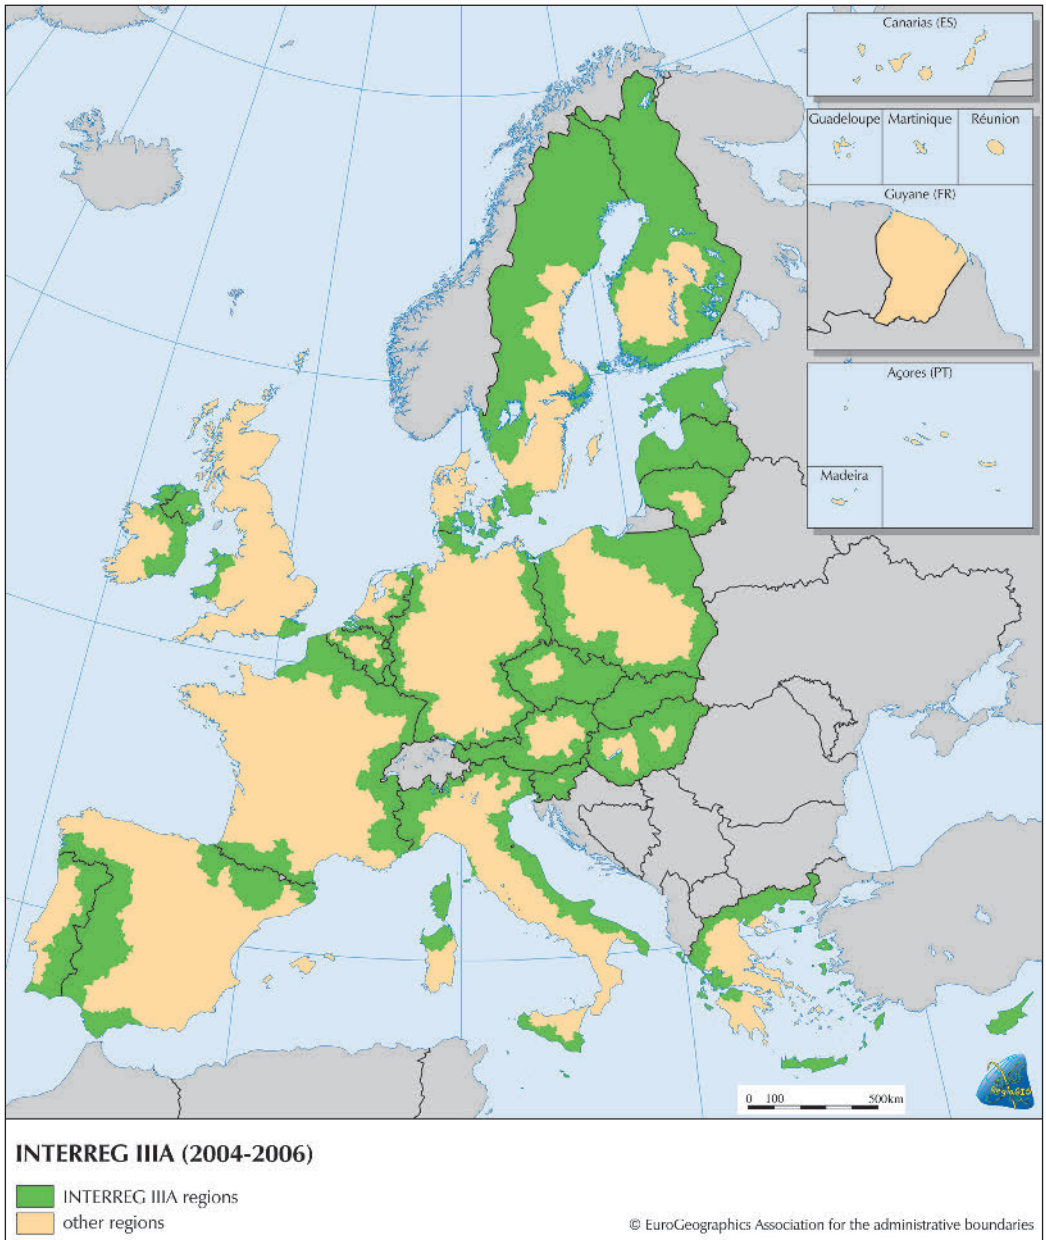 Canarias (ES)
Guadeloupe
Martinique
Réunion
Guyane (FR)
Açores (PT)
Madeira
0 100 500km
RegioGIS
INTERREG IIIA (2004-2006)
INTERREG IIIA regions
other regions
© EuroGeographics Association for the administrative boundaries